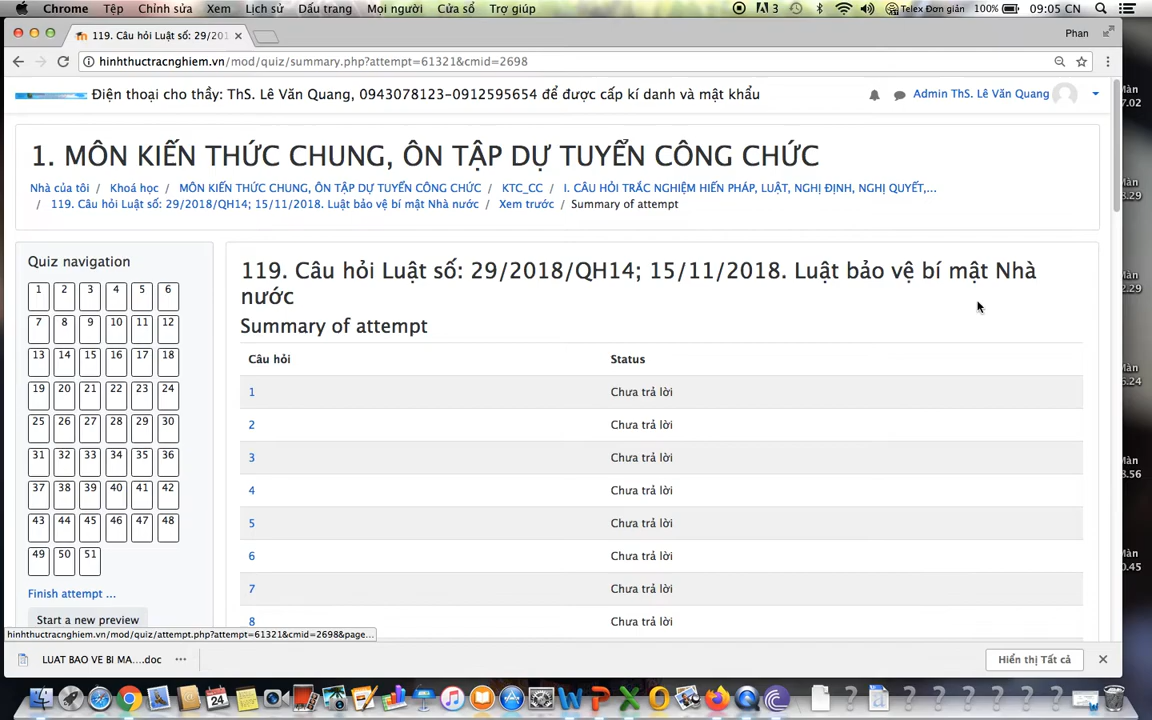 Chrome Tệp Chỉnh sửa Xem Lịch sử Dấu trang Mọi người Cửa sổ Trợ giúp 3 Telex Đơn giản 100% 09:05 CN
119. Câu hỏi Luật số: 29/201 Phan
hinhthuctracnghiem.vn/mod/quiz/summary.php?attempt=61321&cmid=2698
Điện thoại cho thầy: ThS. Lê Văn Quang, 0943078123-0912595654 để được cấp kí danh và mật khẩu Admin ThS. Lê Văn Quang
1. MÔN KIẾN THỨC CHUNG, ÔN TẬP DỰ TUYỂN CÔNG CHỨC
Nhà của tôi / Khoá học / MÔN KIẾN THỨC CHUNG, ÔN TẬP DỰ TUYỂN CÔNG CHỨC / KTC_CC / I. CÂU HỎI TRẮC NGHIỆM HIẾN PHÁP, LUẬT, NGHỊ ĐỊNH, NGHỊ QUYẾT,...
/ 119. Câu hỏi Luật số: 29/2018/QH14; 15/11/2018. Luật bảo vệ bí mật Nhà nước / Xem trước / Summary of attempt
Quiz navigation
1 2 3 4 5 6
7 8 9 10 11 12
13 14 15 16 17 18
19 20 21 22 23 24
25 26 27 28 29 30
31 32 33 34 35 36
37 38 39 40 41 42
43 44 45 46 47 48
49 50 51
Finish attempt ...
Start a new preview
119. Câu hỏi Luật số: 29/2018/QH14; 15/11/2018. Luật bảo vệ bí mật Nhà
nước
Summary of attempt
Câu hỏi Status
1 Chưa trả lời
2 Chưa trả lời
3 Chưa trả lời
4 Chưa trả lời
5 Chưa trả lời
6 Chưa trả lời
7 Chưa trả lời
8 Chưa trả lời
hinhthuctracnghiem.vn/mod/quiz/attempt.php?attempt=61321&cmid=2698&page...
LUAT BAO VE BI MA....doc Hiển thị Tất cả
24